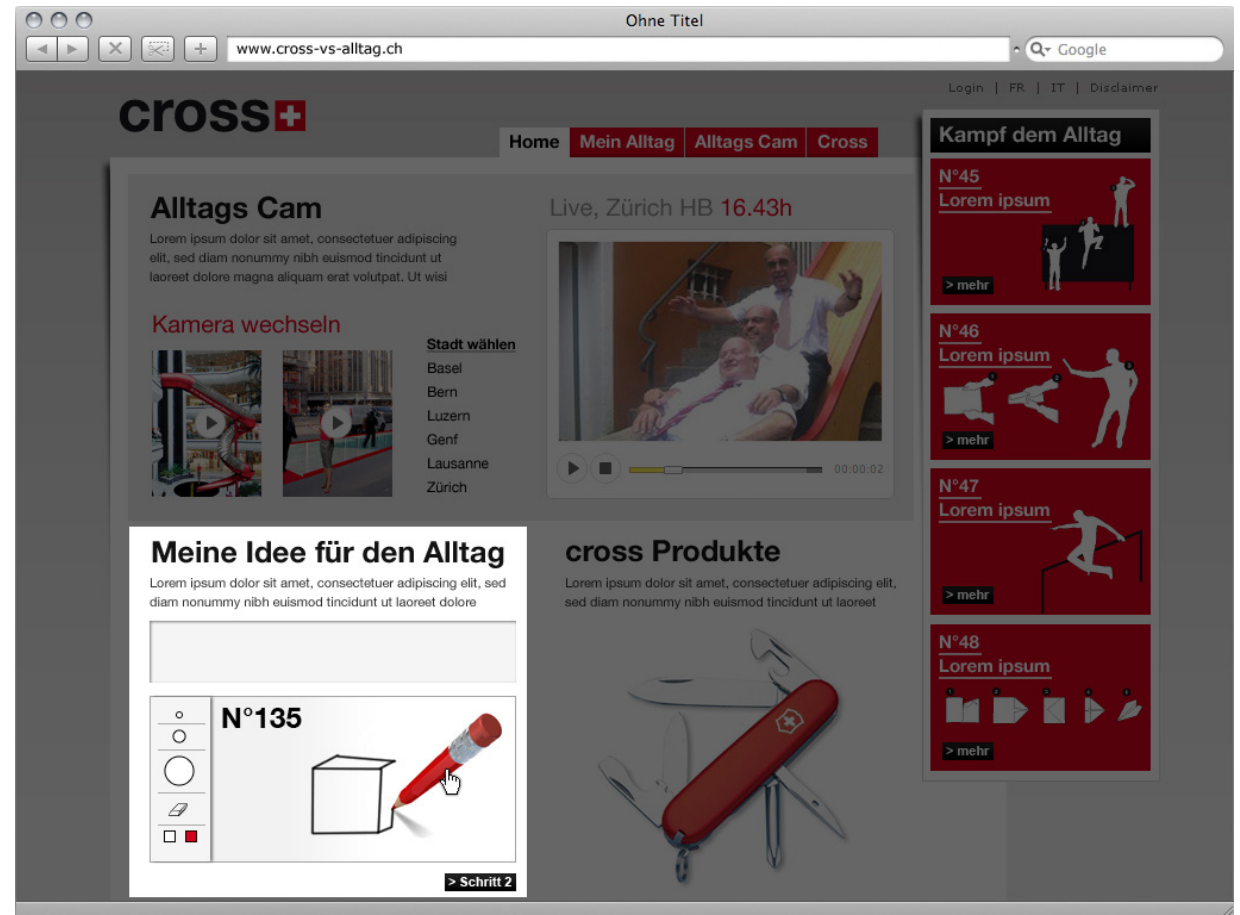 Ohne Titel
www.cross-vs-alltag.ch
Google
Login | FR | IT | Disclaimer
cross
Home
Mein Alltag
Alltags Cam
Cross
Alltags Cam
Lorem ipsum dolor sit amet, consectetuer adipiscing
elit, sed diam nonummy nibh euismod tincidunt ut
laoreet dolore magna aliquam erat volutpat. Ut wisi
Kamera wechseln
Stadt wählen
Basel
Bern
Luzern
Genf
Lausanne
Zürich
Live, Zürich HB 16.43h
00:00:02
Meine Idee für den Alltag
Lorem ipsum dolor sit amet, consectetuer adipiscing elit, sed
diam nonummy nibh euismod tincidunt ut laoreet dolore
N°135
> Schritt 2
cross Produkte
Lorem ipsum dolor sit amet, consectetuer adipiscing elit,
sed diam nonummy nibh euismod tincidunt ut laoreet
Kampf dem Alltag
N°45
Lorem ipsum
> mehr
N°46
Lorem ipsum
> mehr
N°47
Lorem ipsum
> mehr
N°48
Lorem ipsum
> mehr